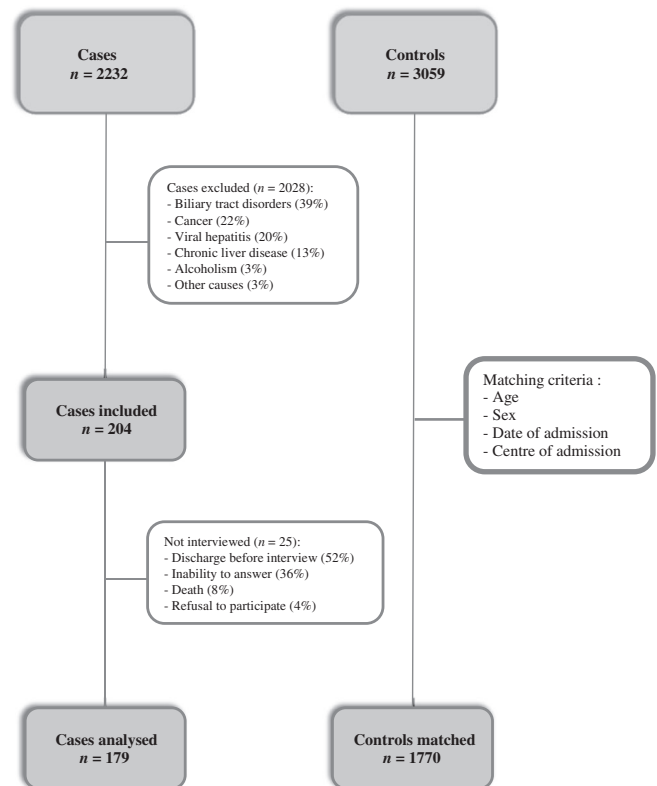 Cases
n = 2232
Controls
n = 3059
Cases excluded (n = 2028):
- Biliary tract disorders (39%)
- Cancer (22%)
- Viral hepatitis (20%)
- Chronic liver disease (13%)
- Alcoholism (3%)
- Other causes (3%)
Matching criteria :
- Age
- Sex
- Date of admission
- Centre of admission
Cases included
n = 204
Not interviewed (n = 25):
- Discharge before interview (52%)
- Inability to answer (36%)
- Death (8%)
- Refusal to participate (4%)
Cases analysed
n = 179
Controls matched
n = 1770